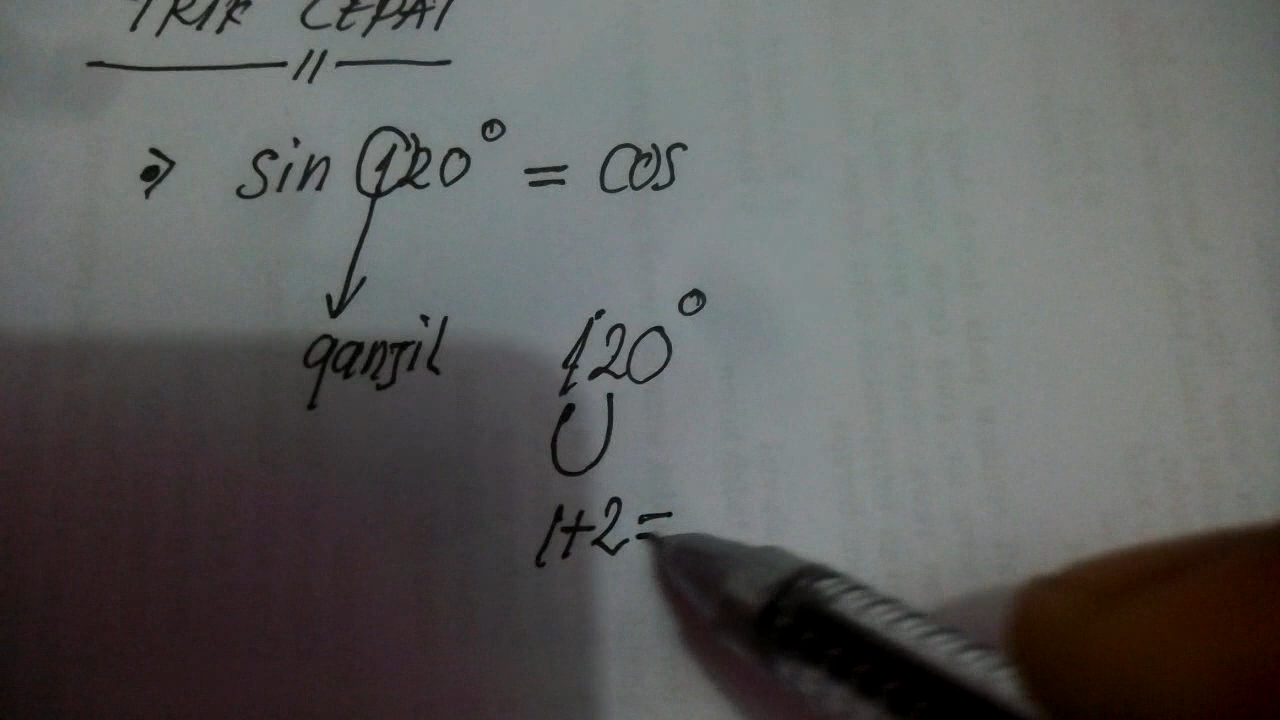 TRIK CEPAT
sin 120° = cos
ganjil
120°
1+2=